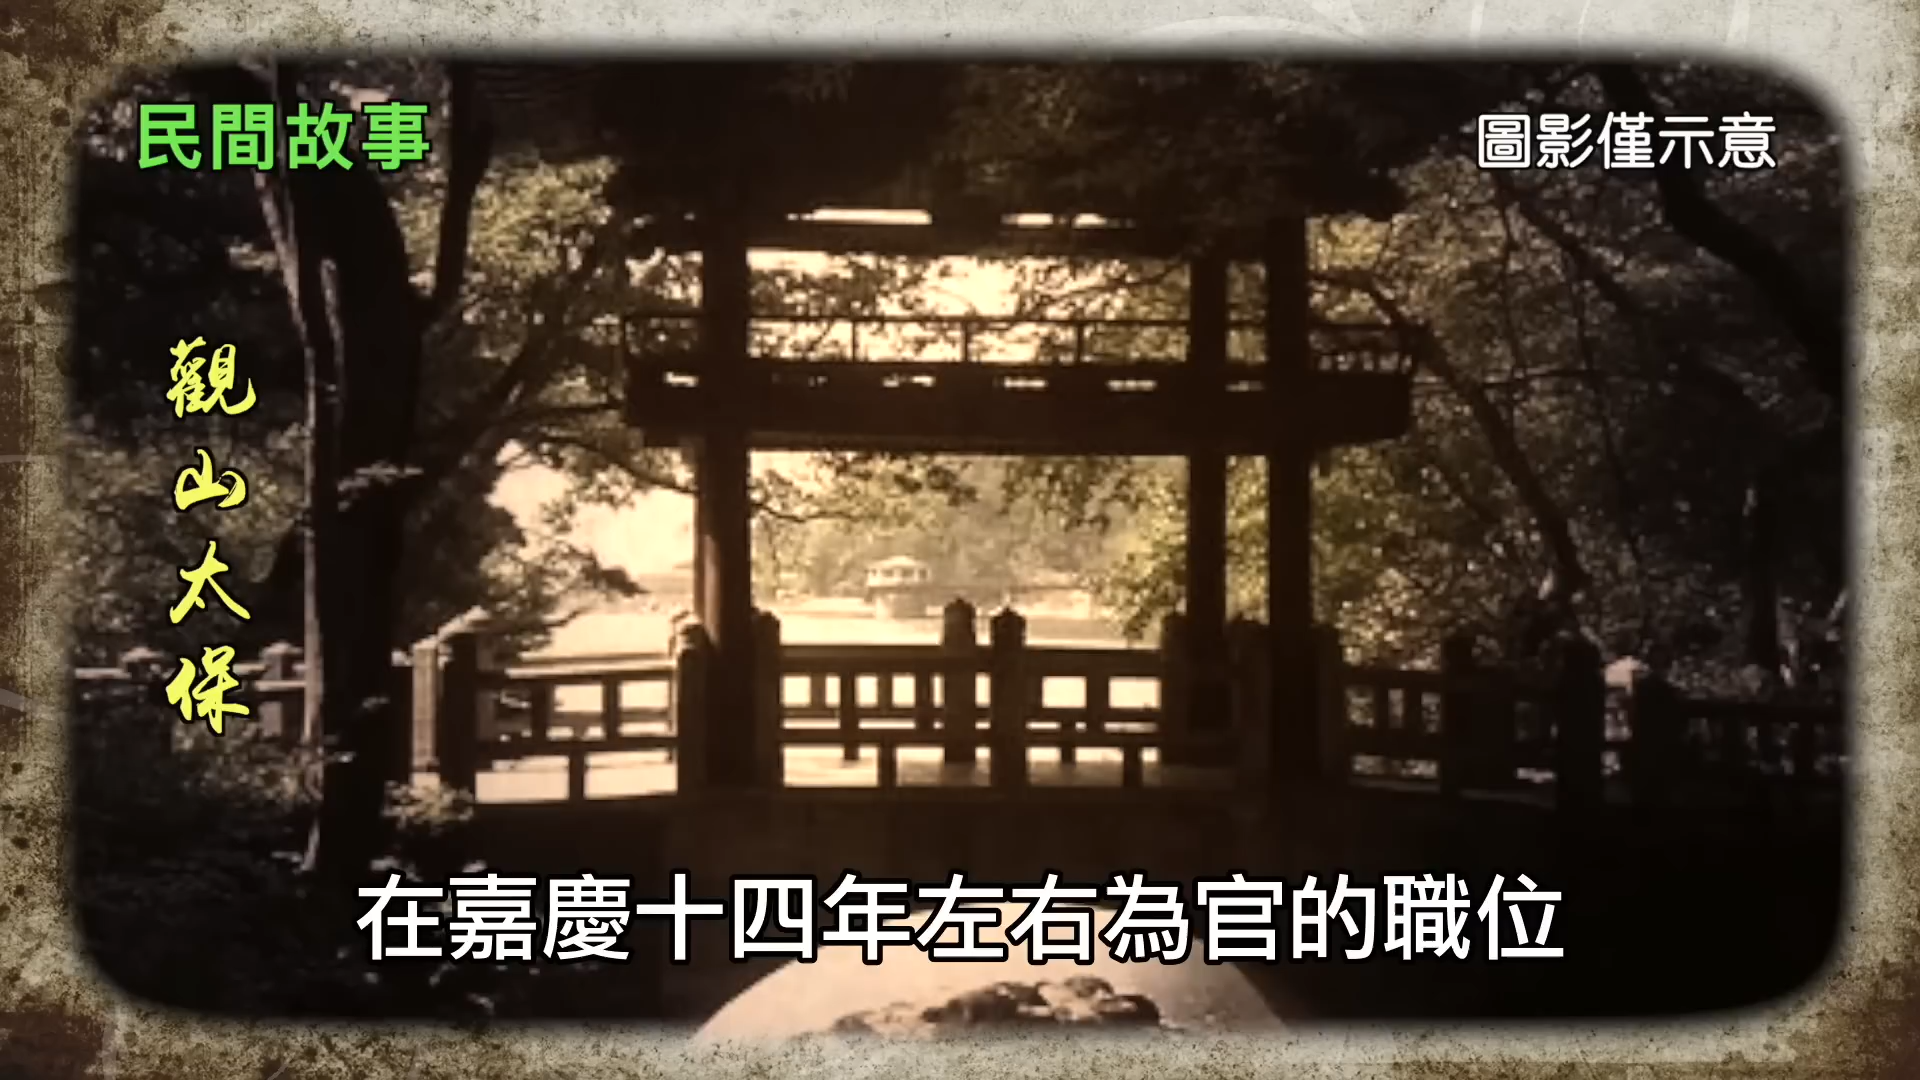 民間故事
圖影僅示意
觀山太保
在嘉慶十四年左右為官的職位